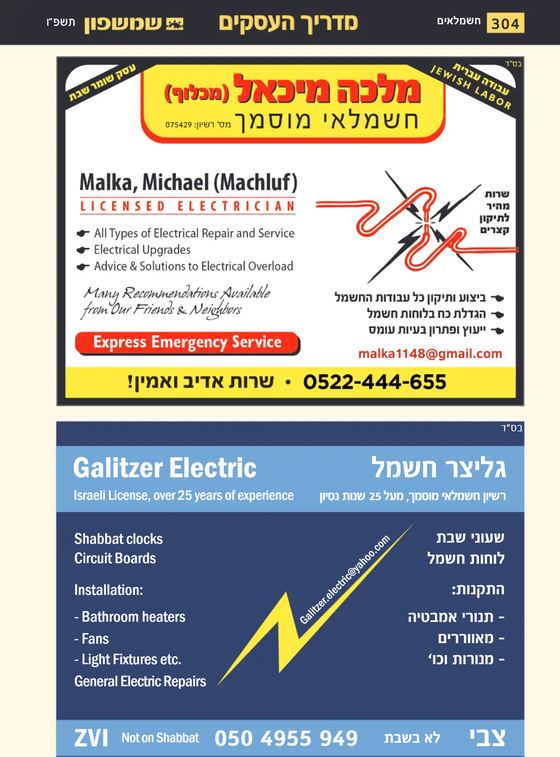 304 חשמלאים מדריך העסקים שמשפון תשפ"ו
בס"ד
עסק שומר שבת
עבודה עברית
JEWISH LABOR
מלכה מיכאל (מכלוף)
חשמלאי מוסמך מס' רשיון: 075429
Malka, Michael (Machluf)
LICENSED ELECTRICIAN
All Types of Electrical Repair and Service
Electrical Upgrades
Advice & Solutions to Electrical Overload
Many Recommendations Available
from Our Friends & Neighbors
Express Emergency Service
שרות
מהיר
לתיקון
קצרים
ביצוע ותיקון כל עבודות החשמל
הגדלת כח בלוחות חשמל
ייעוץ ופתרון בעיות עומס
malka1148@gmail.com
0522-444-655 • שרות אדיב ואמין!
בס"ד
Galitzer Electric
Israeli License, over 25 years of experience
גליצר חשמל
רשיון חשמלאי מוסמך, מעל 25 שנות נסיון
Shabbat clocks
Circuit Boards
Installation:
- Bathroom heaters
- Fans
- Light Fixtures etc.
General Electric Repairs
Galitzer.electric@yahoo.com
שעוני שבת
לוחות חשמל
התקנות:
- תנורי אמבטיה
- מאווררים
- מנורות וכו'
ZVI Not on Shabbat 050 4955 949 לא בשבת צבי